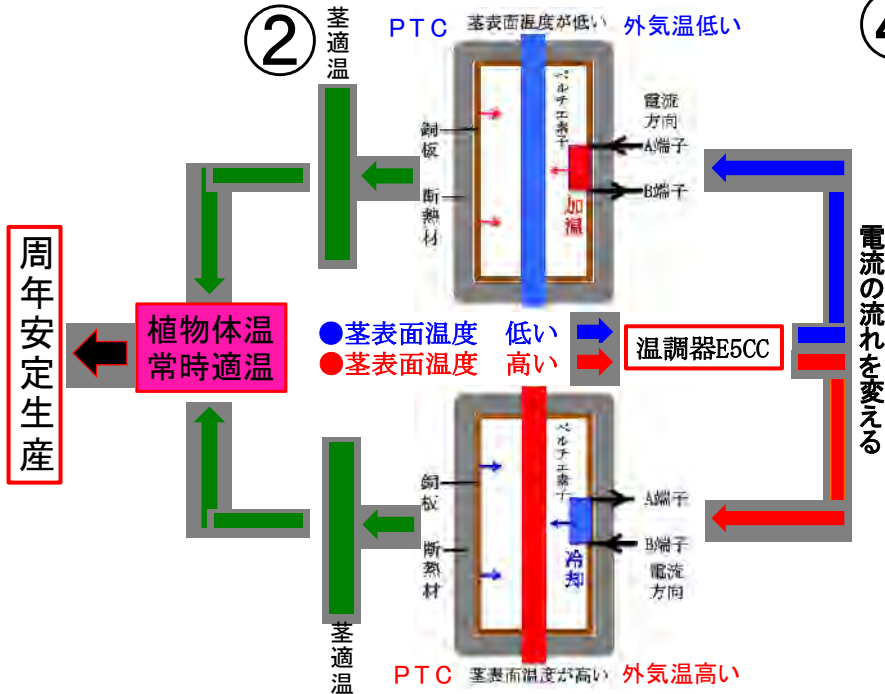 ②
茎適温
PTC 茎表面温度が低い 外気温低い
ペルチエ素子
銅板
断熱材
加温
電流方向
A端子
B端子
周年安定生産
植物体温
常時適温
●茎表面温度 低い
●茎表面温度 高い
温調器E5CC
電流の流れを変える
ペルチエ素子
銅板
断熱材
冷却
A端子
B端子
電流方向
茎適温
PTC 茎表面温度が高い 外気温高い